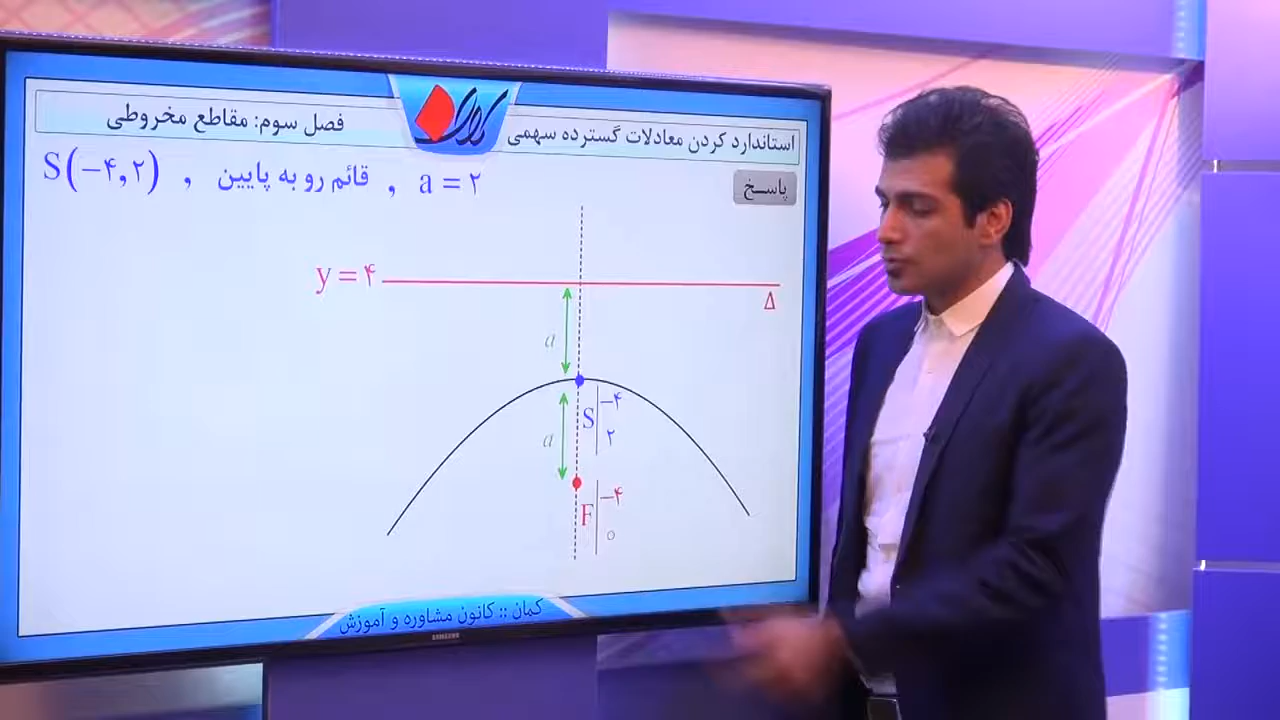 استاندارد کردن معادلات گسترده سهمی
کمان
فصل سوم: مقاطع مخروطی
پاسخ
S(−۴,۲) , قائم رو به پایین , a = ۲
y = ۴
Δ
a
S −۴
۲
a
F −۴
۰
کمان :: کانون مشاوره و آموزش
SAMSUNG